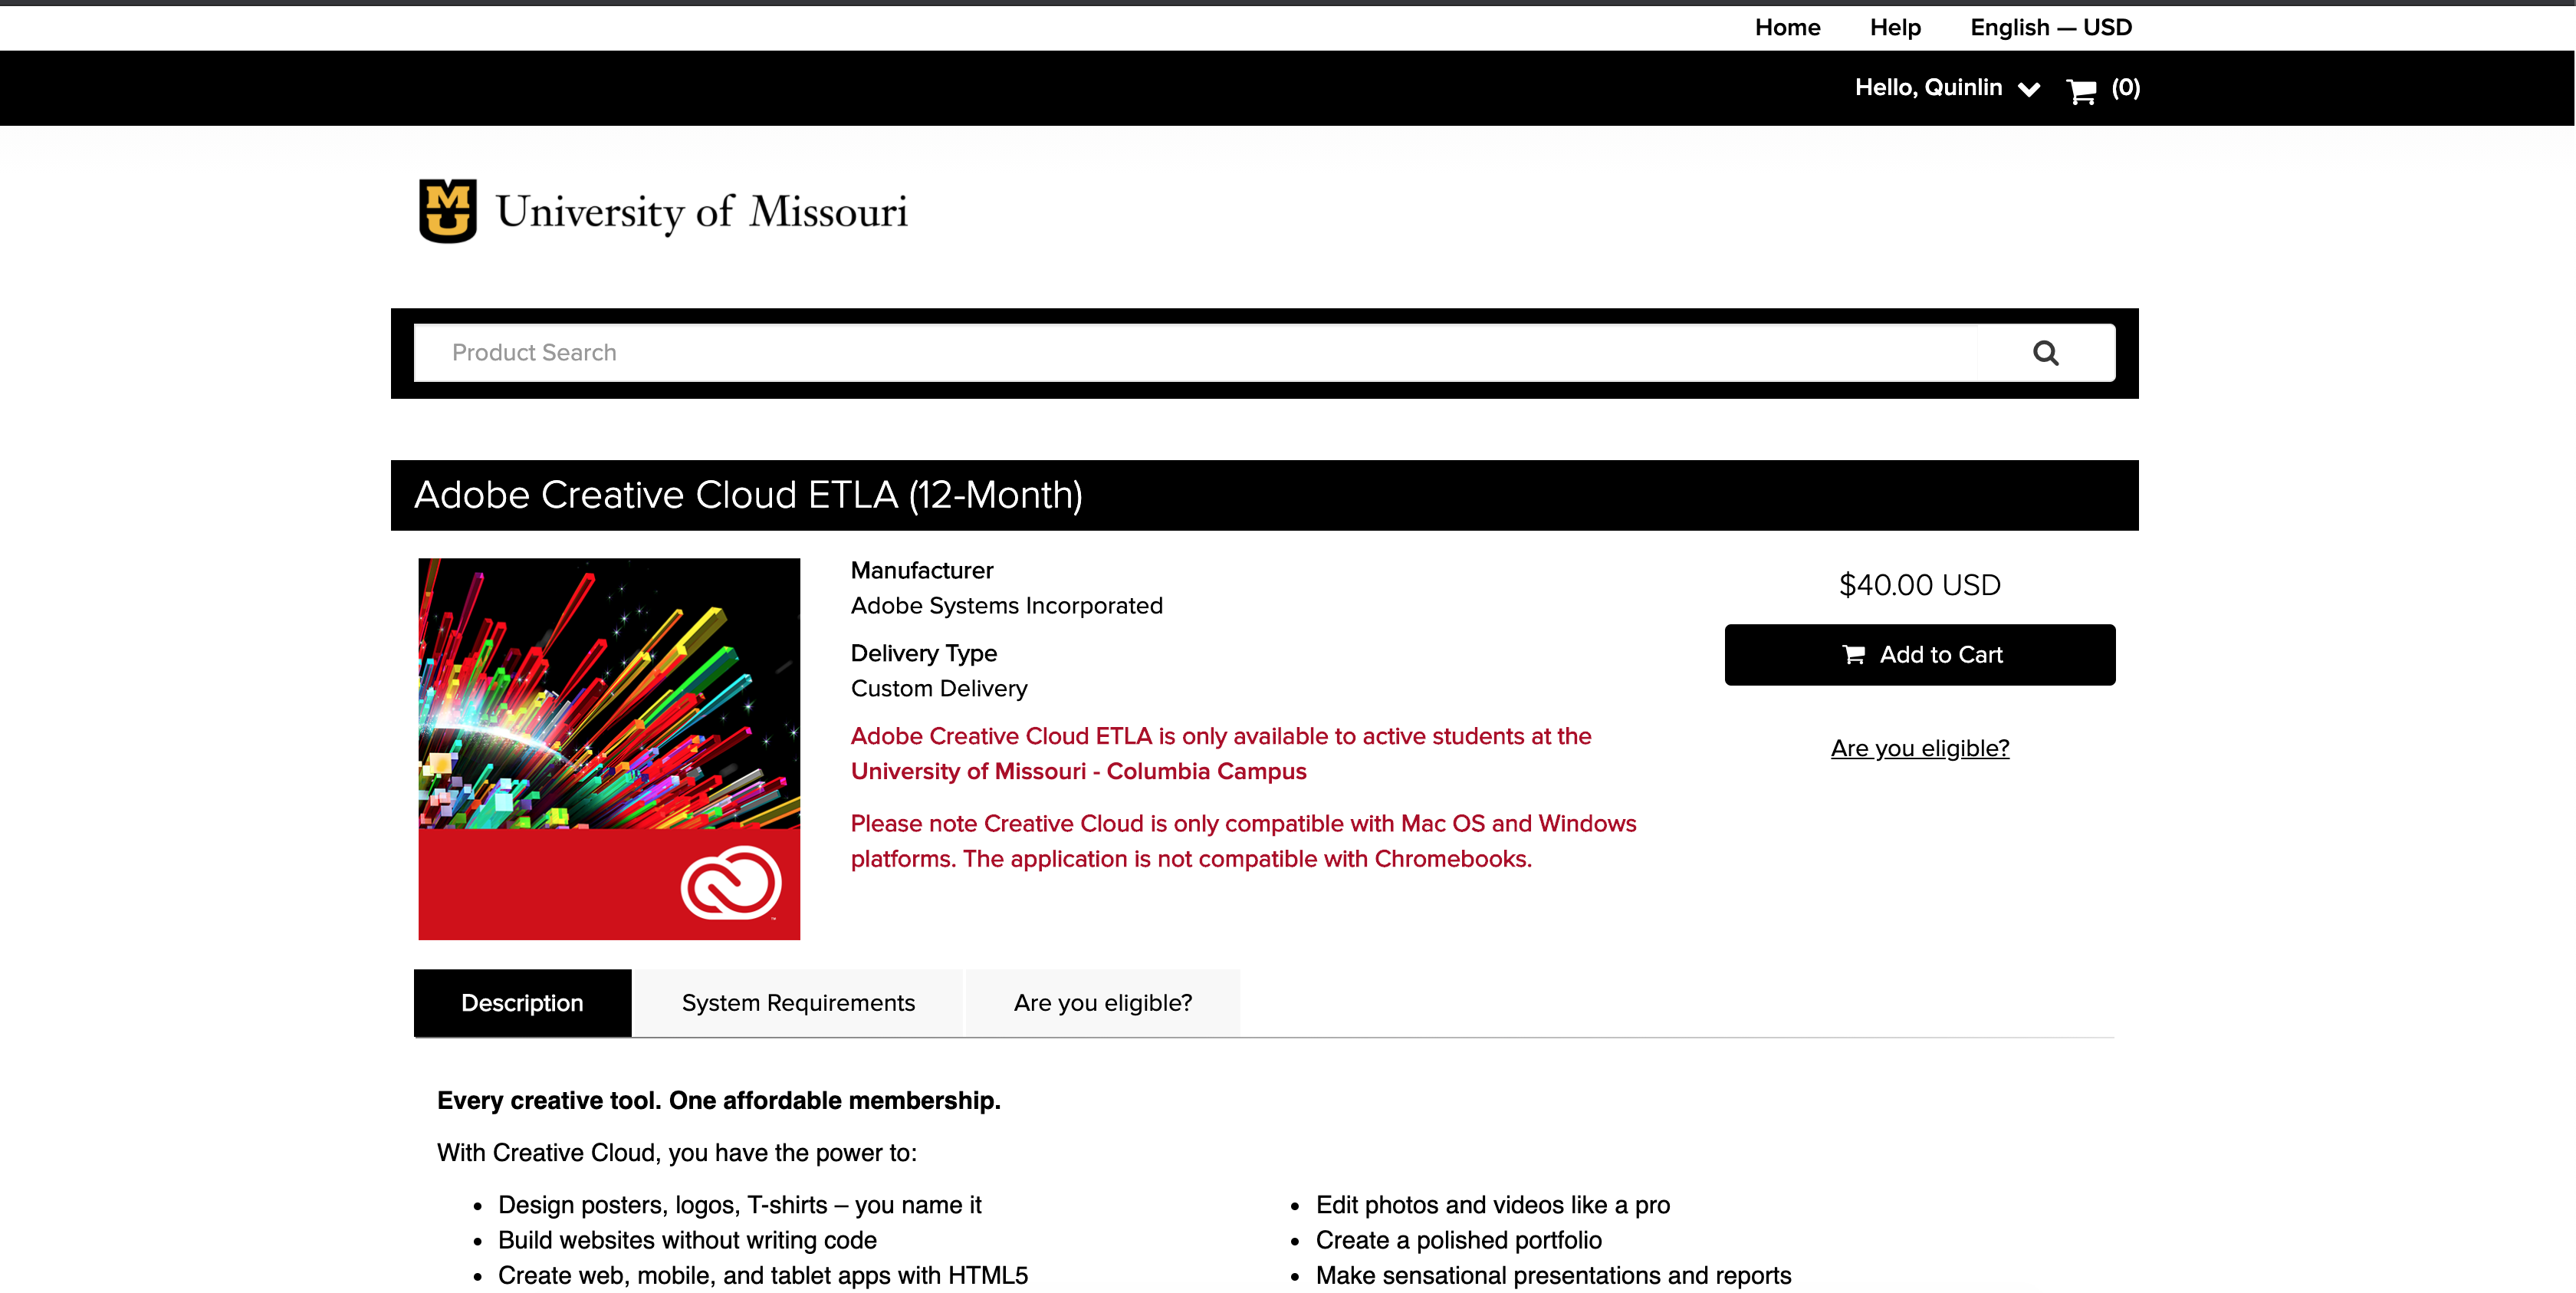 Home Help English — USD
Hello, Quinlin (0)
MU University of Missouri
Product Search
Adobe Creative Cloud ETLA (12-Month)
Manufacturer
Adobe Systems Incorporated
Delivery Type
Custom Delivery
Adobe Creative Cloud ETLA is only available to active students at the
University of Missouri - Columbia Campus
Please note Creative Cloud is only compatible with Mac OS and Windows
platforms. The application is not compatible with Chromebooks.
$40.00 USD
Add to Cart
Are you eligible?
Description System Requirements Are you eligible?
Every creative tool. One affordable membership.
With Creative Cloud, you have the power to:
• Design posters, logos, T-shirts – you name it
• Build websites without writing code
• Create web, mobile, and tablet apps with HTML5
• Edit photos and videos like a pro
• Create a polished portfolio
• Make sensational presentations and reports